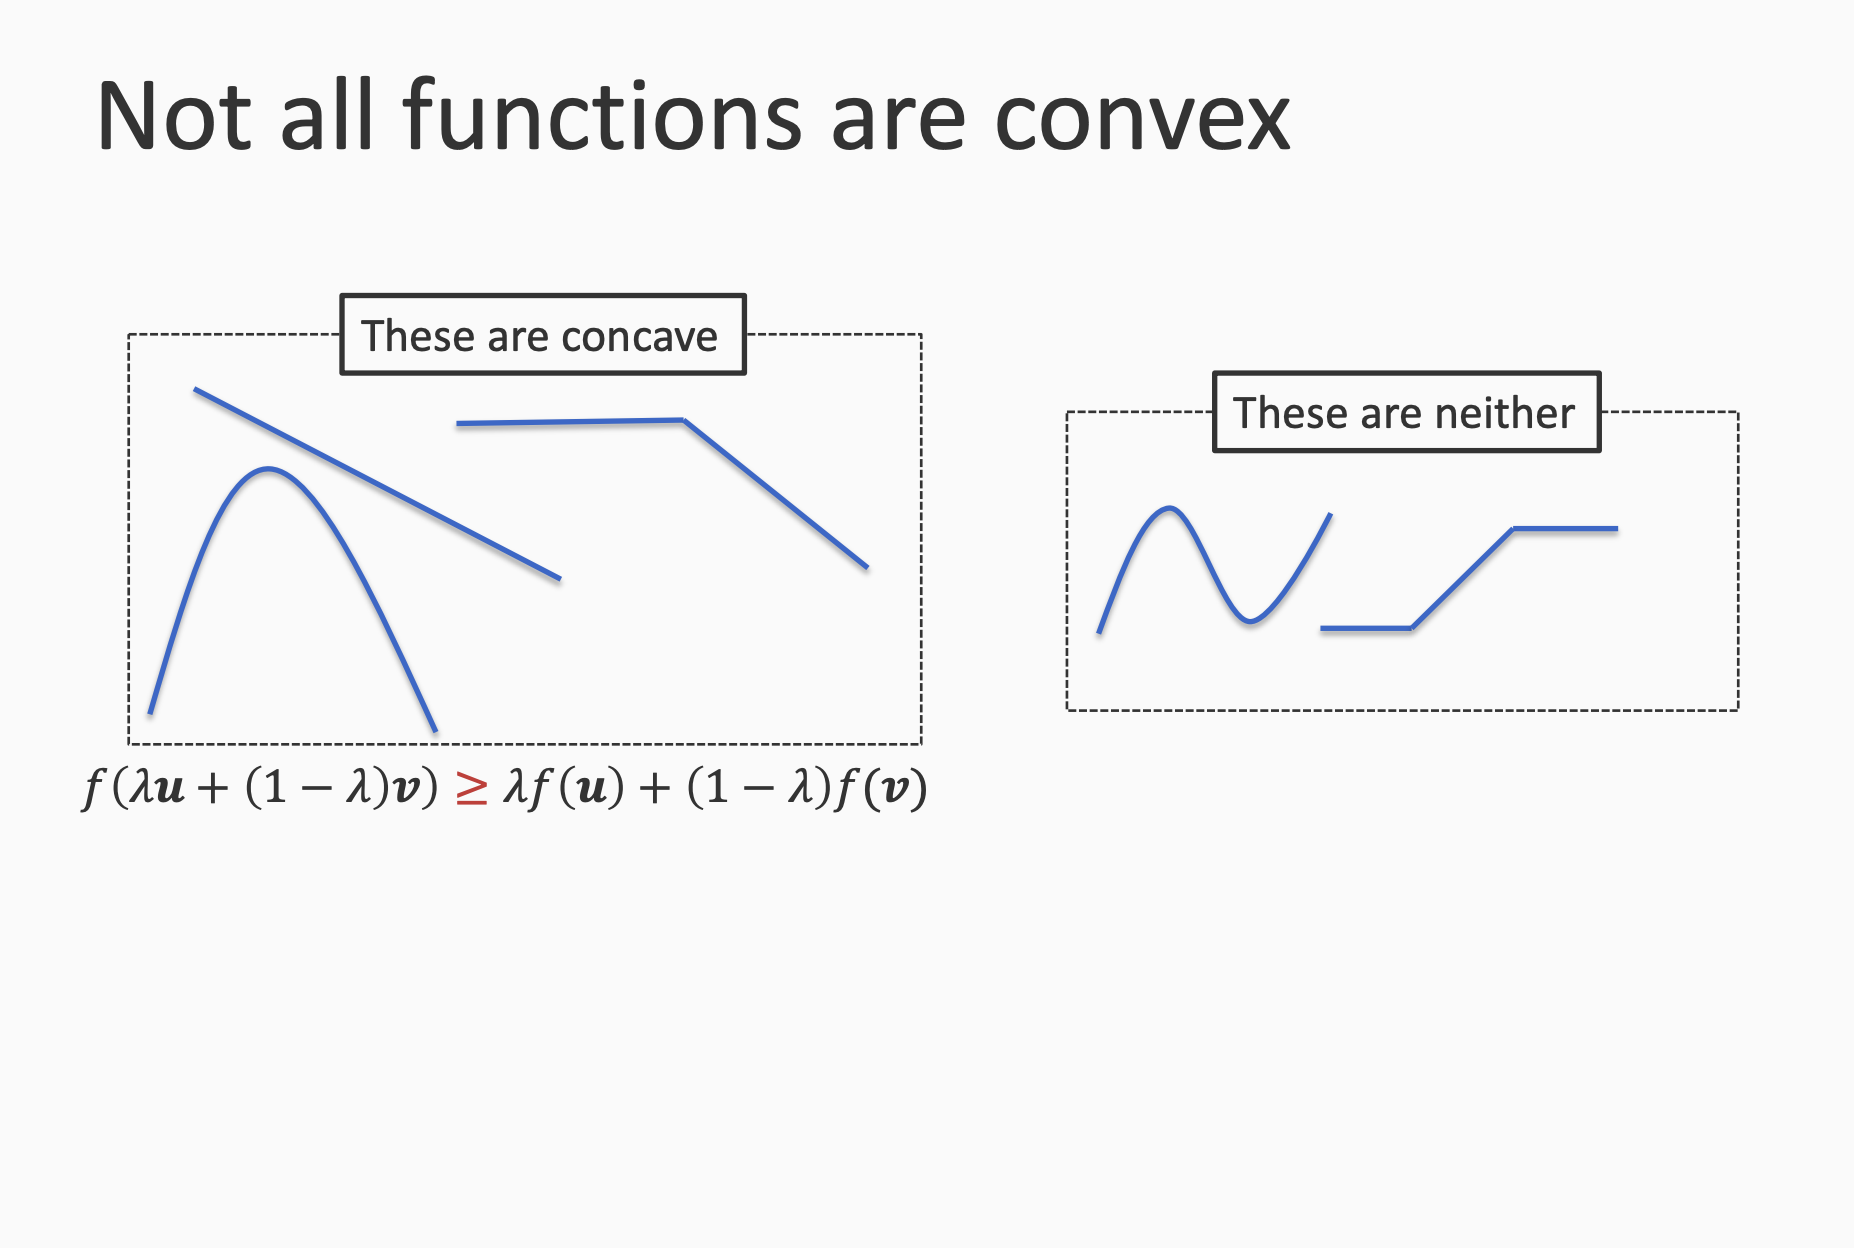 Not all functions are convex
These are concave
These are neither
𝑓(𝜆𝒖 + (1 − 𝜆)𝒗) ≥ 𝜆𝑓(𝒖) + (1 − 𝜆)𝑓(𝒗)